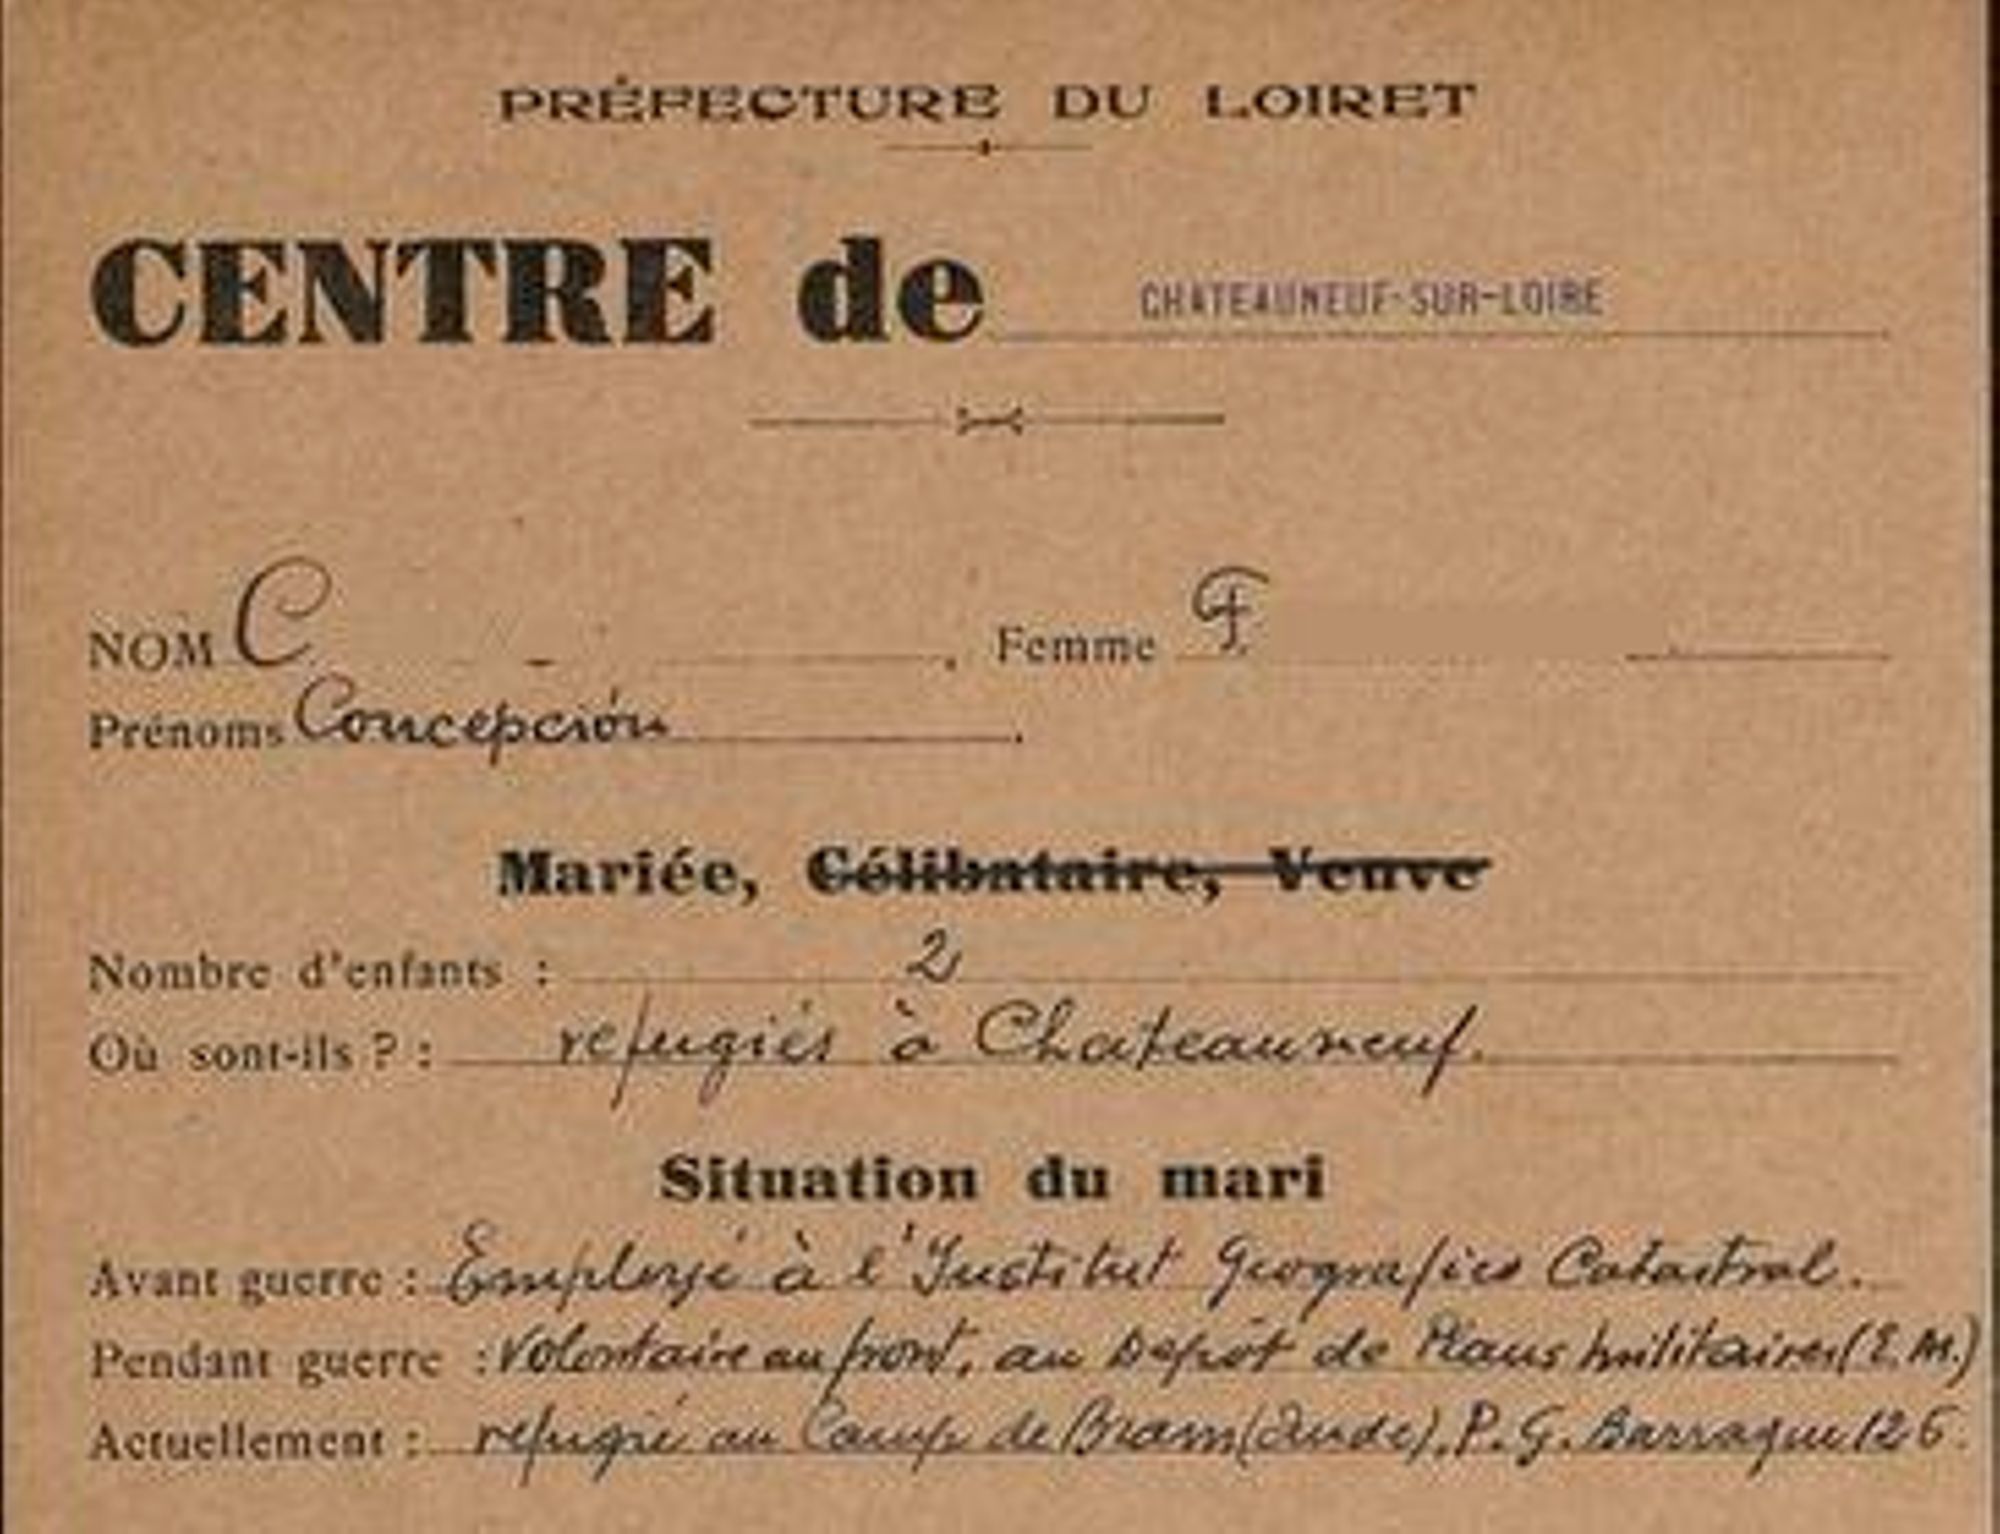 PRÉFECTURE DU LOIRET
CENTRE de CHATEAUNEUF-SUR-LOIRE
NOM C . Femme F
Prénoms Concepción .
Mariée, Célibataire, Veuve
Nombre d'enfants : 2
Où sont-ils ? : refugiés à Chateauneuf.
Situation du mari
Avant guerre : Employé à l'Institut Geografico Catastral.
Pendant guerre : Volontaire au front, au Depôt de Plans militaires (E.M.)
Actuellement : refugié au Camp de Bram (Aude), P. G. Barraque 126.